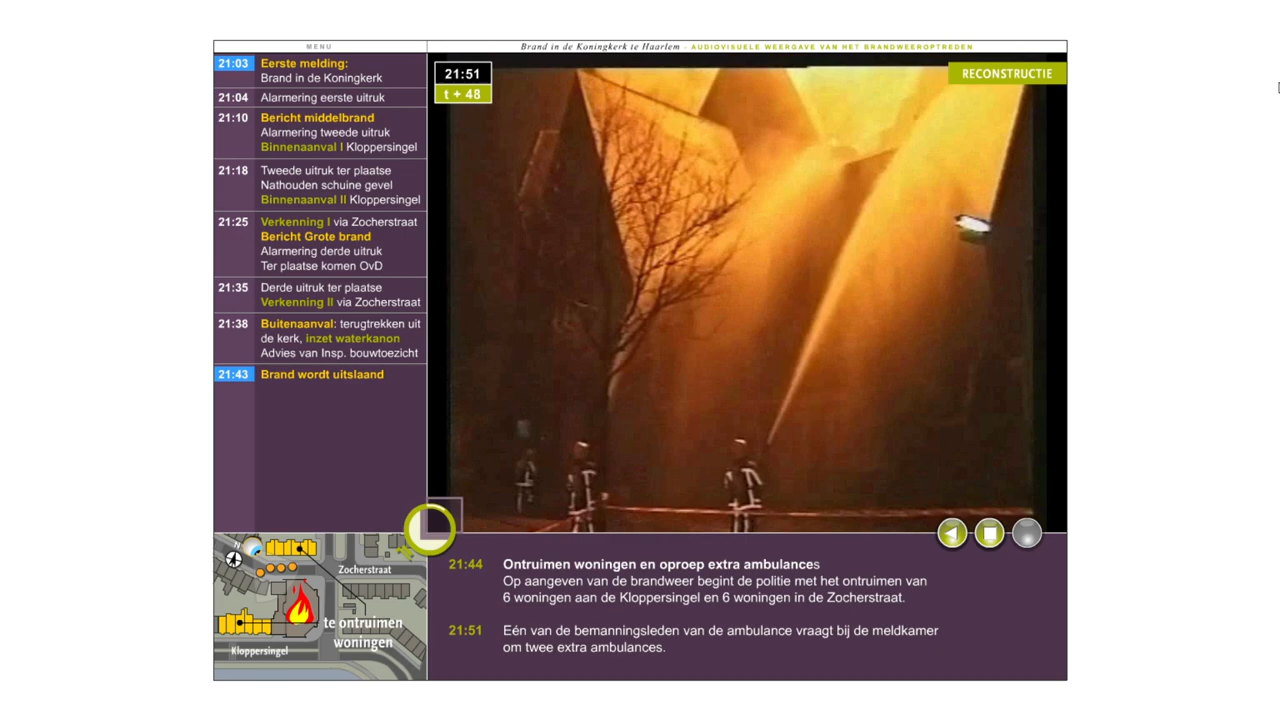 MENU
Brand in de Koningkerk te Haarlem - AUDIOVISUELE WEERGAVE VAN HET BRANDWEEROPTREDEN
21:03 Eerste melding:
Brand in de Koningkerk
21:04 Alarmering eerste uitruk
21:10 Bericht middelbrand
Alarmering tweede uitruk
Binnenaanval I Kloppersingel
21:18 Tweede uitruk ter plaatse
Nathouden schuine gevel
Binnenaanval II Kloppersingel
21:25 Verkenning I via Zocherstraat
Bericht Grote brand
Alarmering derde uitruk
Ter plaatse komen OvD
21:35 Derde uitruk ter plaatse
Verkenning II via Zocherstraat
21:38 Buitenaanval: terugtrekken uit
de kerk, inzet waterkanon
Advies van Insp. bouwtoezicht
21:43 Brand wordt uitslaand
21:51
t + 48
RECONSTRUCTIE
N
Zocherstraat
te ontruimen
woningen
Kloppersingel
21:44 Ontruimen woningen en oproep extra ambulances
Op aangeven van de brandweer begint de politie met het ontruimen van
6 woningen aan de Kloppersingel en 6 woningen in de Zocherstraat.
21:51 Eén van de bemanningsleden van de ambulance vraagt bij de meldkamer
om twee extra ambulances.